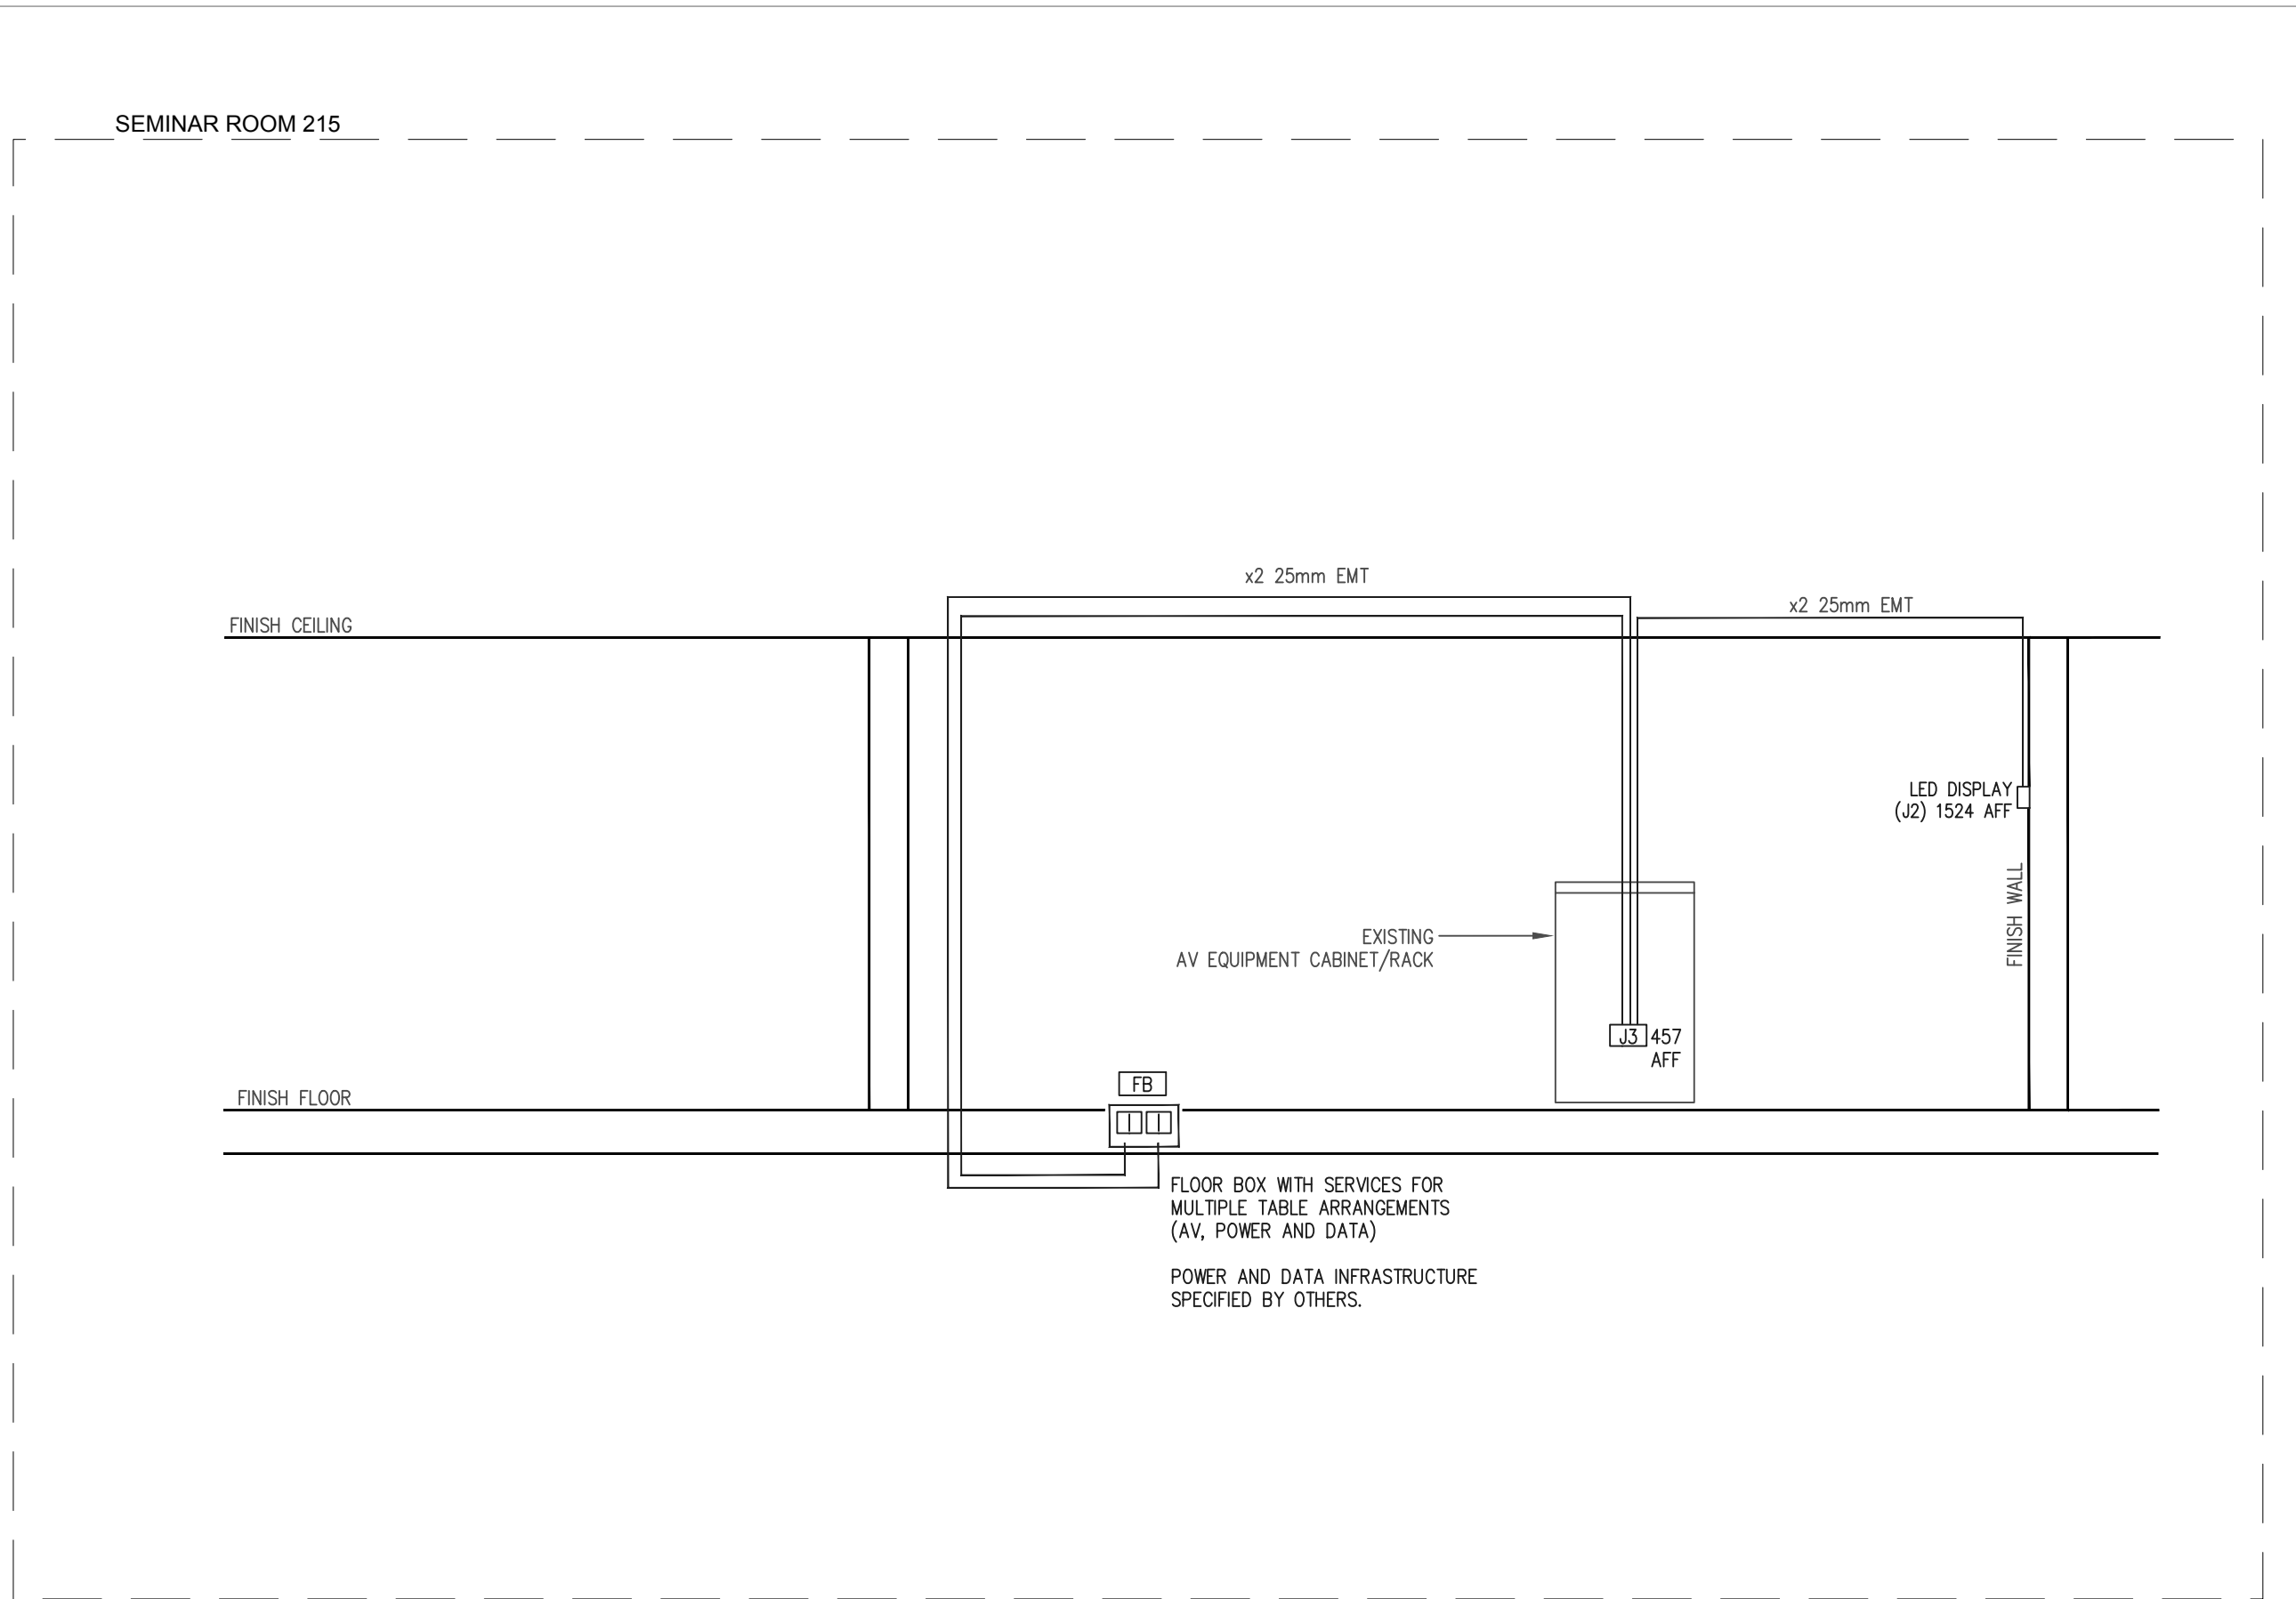 SEMINAR ROOM 215
x2 25mm EMT
x2 25mm EMT
FINISH CEILING
LED DISPLAY
(J2) 1524 AFF
FINISH WALL
EXISTING
AV EQUIPMENT CABINET/RACK
J3 457
AFF
FB
FINISH FLOOR
FLOOR BOX WITH SERVICES FOR
MULTIPLE TABLE ARRANGEMENTS
(AV, POWER AND DATA)
POWER AND DATA INFRASTRUCTURE
SPECIFIED BY OTHERS.